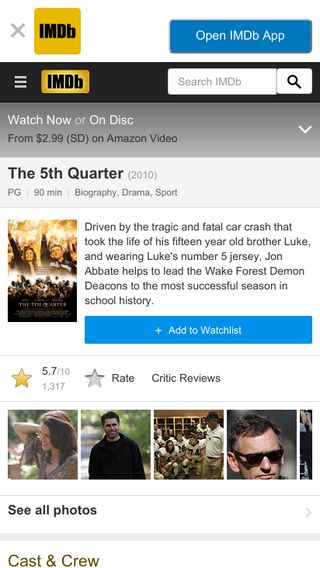 IMDb
Open IMDb App
IMDb
Search IMDb
Watch Now or On Disc
From $2.99 (SD) on Amazon Video
The 5th Quarter (2010)
PG | 90 min | Biography, Drama, Sport
Driven by the tragic and fatal car crash that
took the life of his fifteen year old brother Luke,
and wearing Luke's number 5 jersey, Jon
Abbate helps to lead the Wake Forest Demon
Deacons to the most successful season in
school history.
THE 5TH QUARTER
+ Add to Watchlist
5.7/10
1,317
Rate
Critic Reviews
See all photos
Cast & Crew